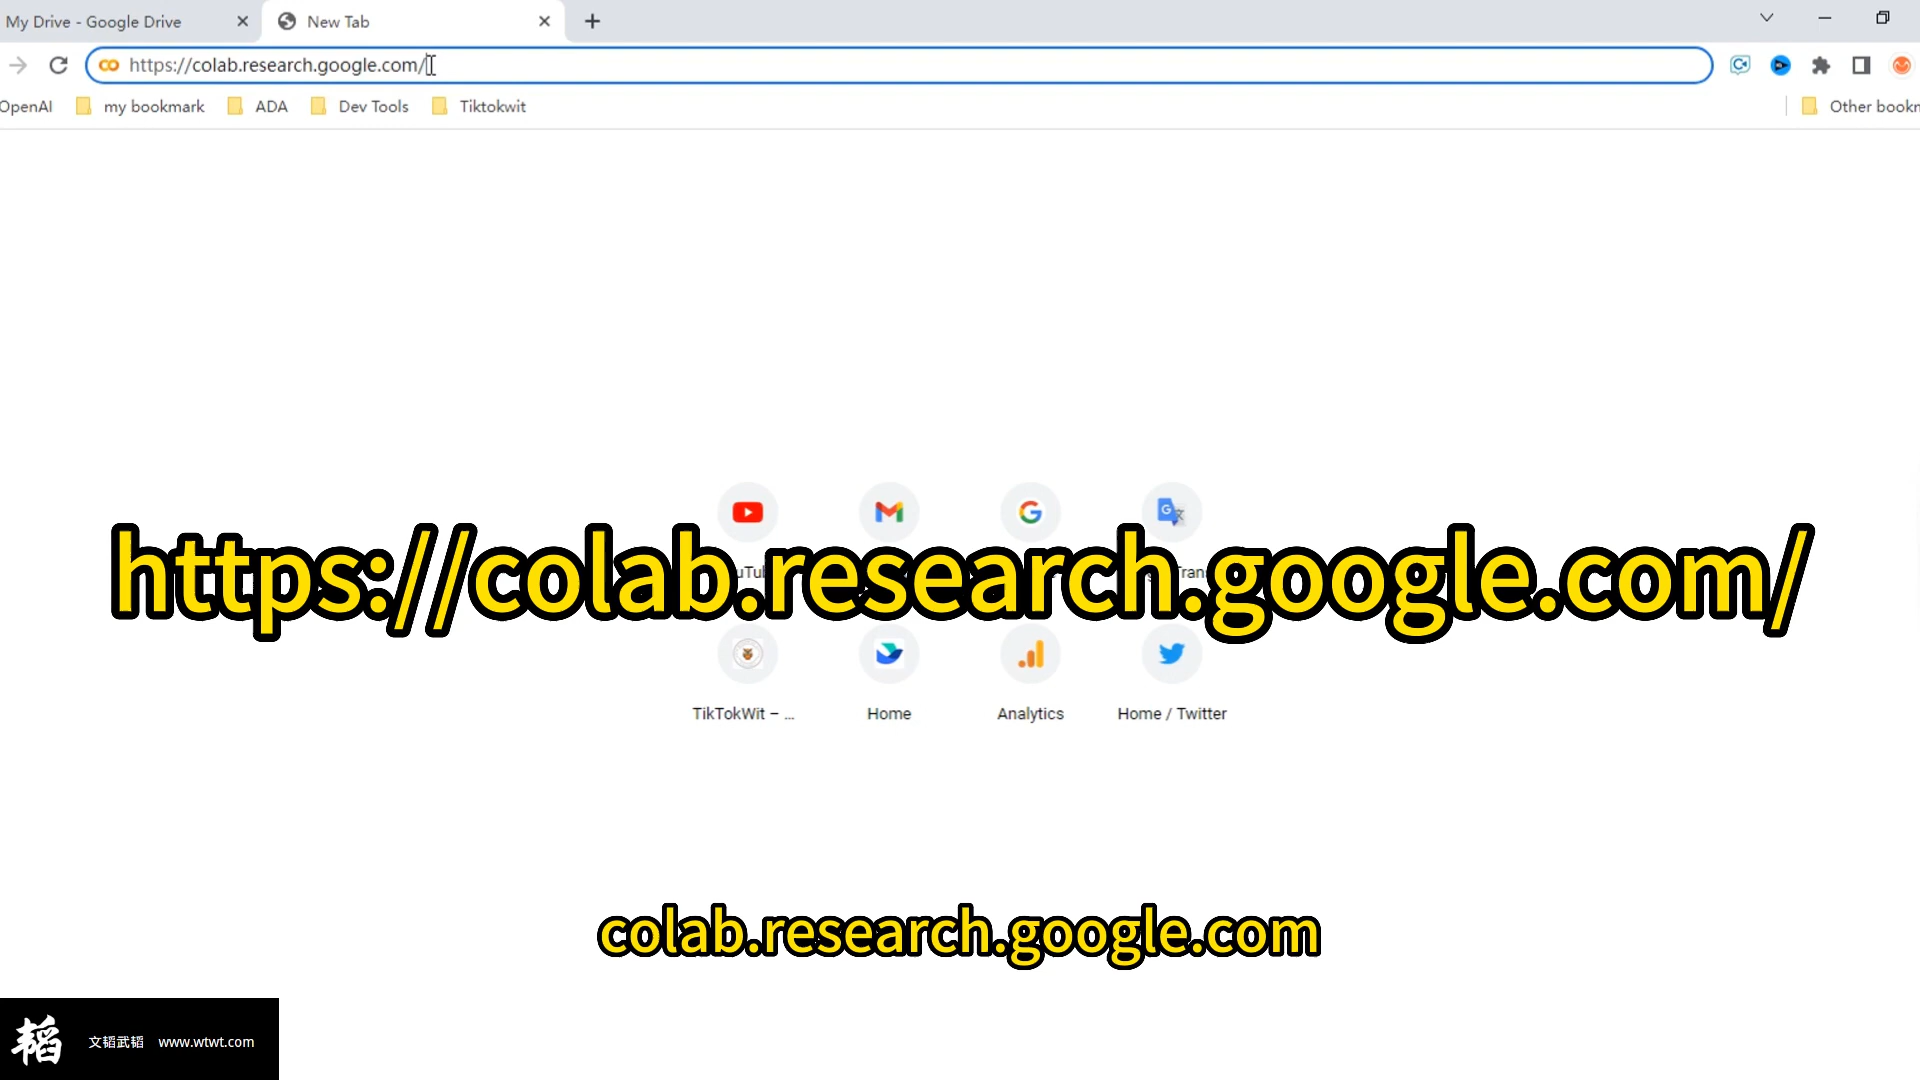 My Drive - Google Drive
New Tab
https://colab.research.google.com/
OpenAI
my bookmark
ADA
Dev Tools
Tiktokwit
Other bookm
https://colab.research.google.com/
TikTokWit – ...
Home
Analytics
Home / Twitter
colab.research.google.com
韬
文韬武韬 www.wtwt.com